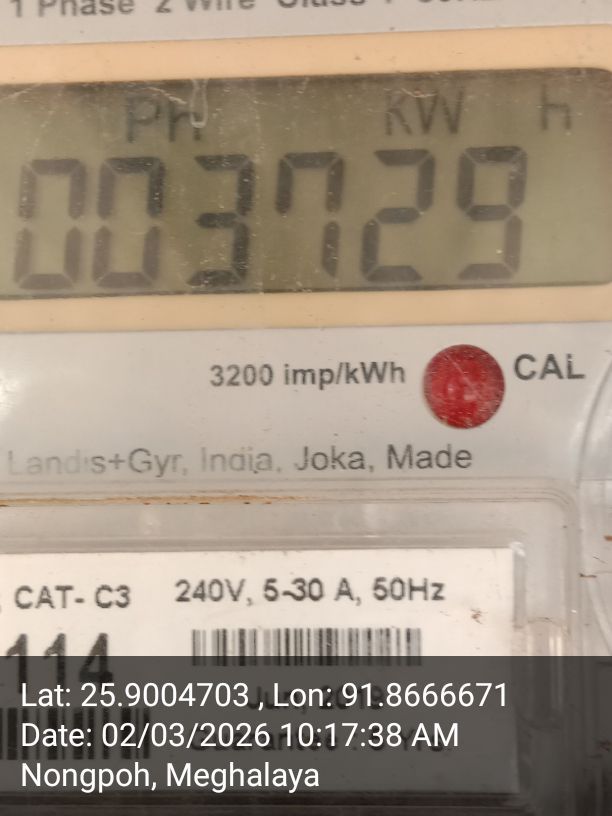 1 Phase 2 Wire Class 1
Ph KW h
003729
3200 imp/kWh CAL
Landis+Gyr, India, Joka, Made
CAT- C3 240V, 5-30 A, 50Hz
114
Lat: 25.9004703 , Lon: 91.8666671
Date: 02/03/2026 10:17:38 AM
Nongpoh, Meghalaya